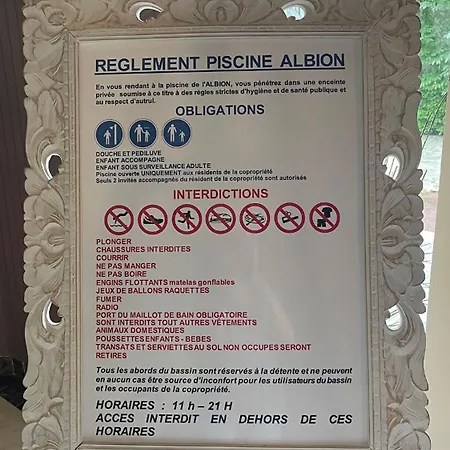 REGLEMENT PISCINE ALBION
En vous rendant à la piscine de l'ALBION, vous pénétrez dans une enceinte
privée soumise à ce titre à des règles strictes d'hygiène et de santé publique et
au respect d'autrui.
OBLIGATIONS
DOUCHE ET PEDILUVE
ENFANT ACCOMPAGNE
ENFANT SOUS SURVEILLANCE ADULTE
Piscine ouverte UNIQUEMENT aux résidents de la copropriété
Seuls 2 invités accompagnés du résident de la copropriété sont autorisés
INTERDICTIONS
PLONGER
CHAUSSURES INTERDITES
COURRIR
NE PAS MANGER
NE PAS BOIRE
ENGINS FLOTTANTS matelas gonflables
JEUX DE BALLONS RAQUETTES
FUMER
RADIO
PORT DU MAILLOT DE BAIN OBLIGATOIRE
SONT INTERDITS TOUT AUTRES VÊTEMENTS
ANIMAUX DOMESTIQUES
POUSSETTES ENFANTS - BEBES
TRANSATS ET SERVIETTES AU SOL NON OCCUPES SERONT
RETIRES
Tous les abords du bassin sont réservés à la détente et ne peuvent
en aucun cas être source d'inconfort pour les utilisateurs du bassin
et les occupants de la copropriété.
HORAIRES : 11 h – 21 H
ACCES INTERDIT EN DEHORS DE CES
HORAIRES